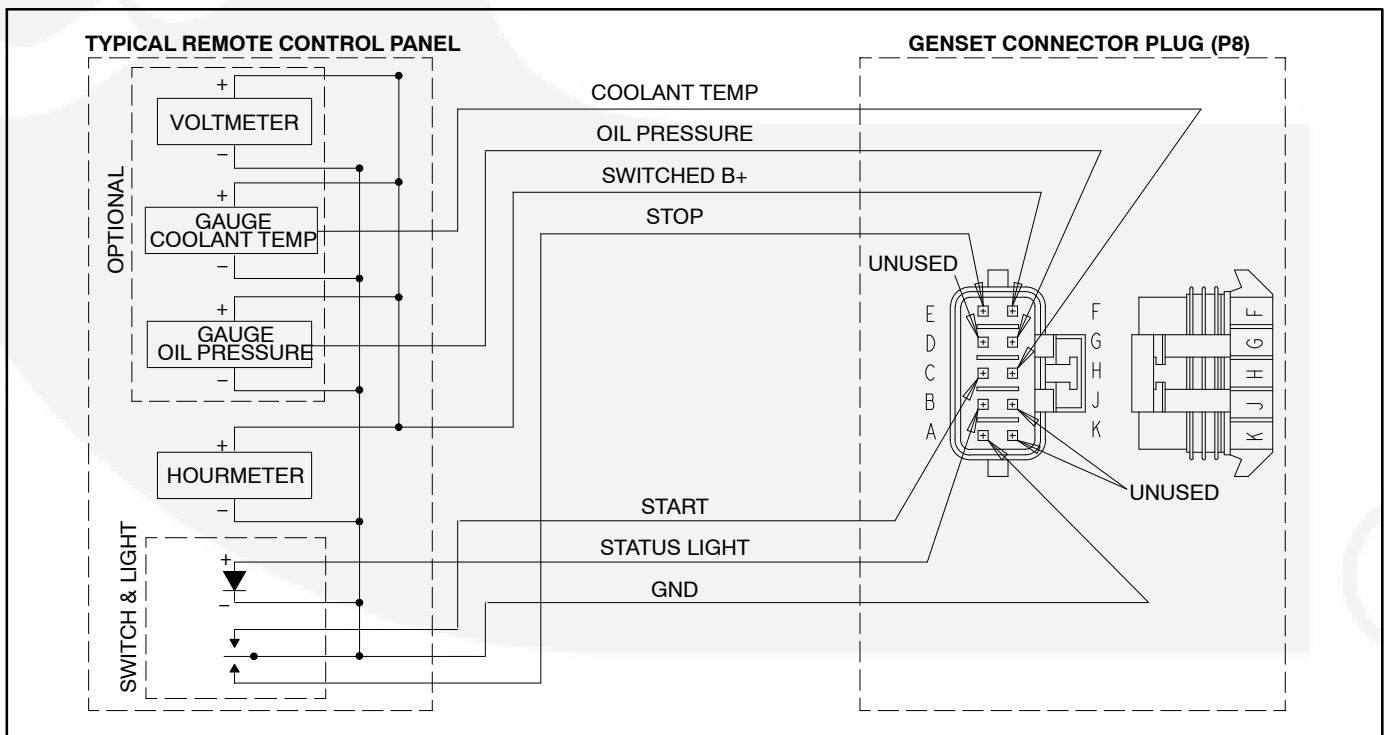 TYPICAL REMOTE CONTROL PANEL
GENSET CONNECTOR PLUG (P8)
OPTIONAL
+
VOLTMETER
−
+
GAUGE
COOLANT TEMP
−
+
GAUGE
OIL PRESSURE
−
+
HOURMETER
−
SWITCH & LIGHT
+
−
COOLANT TEMP
OIL PRESSURE
SWITCHED B+
STOP
START
STATUS LIGHT
GND
UNUSED
E
D
C
B
A
F
G
H
J
K
UNUSED
F
G
H
J
K